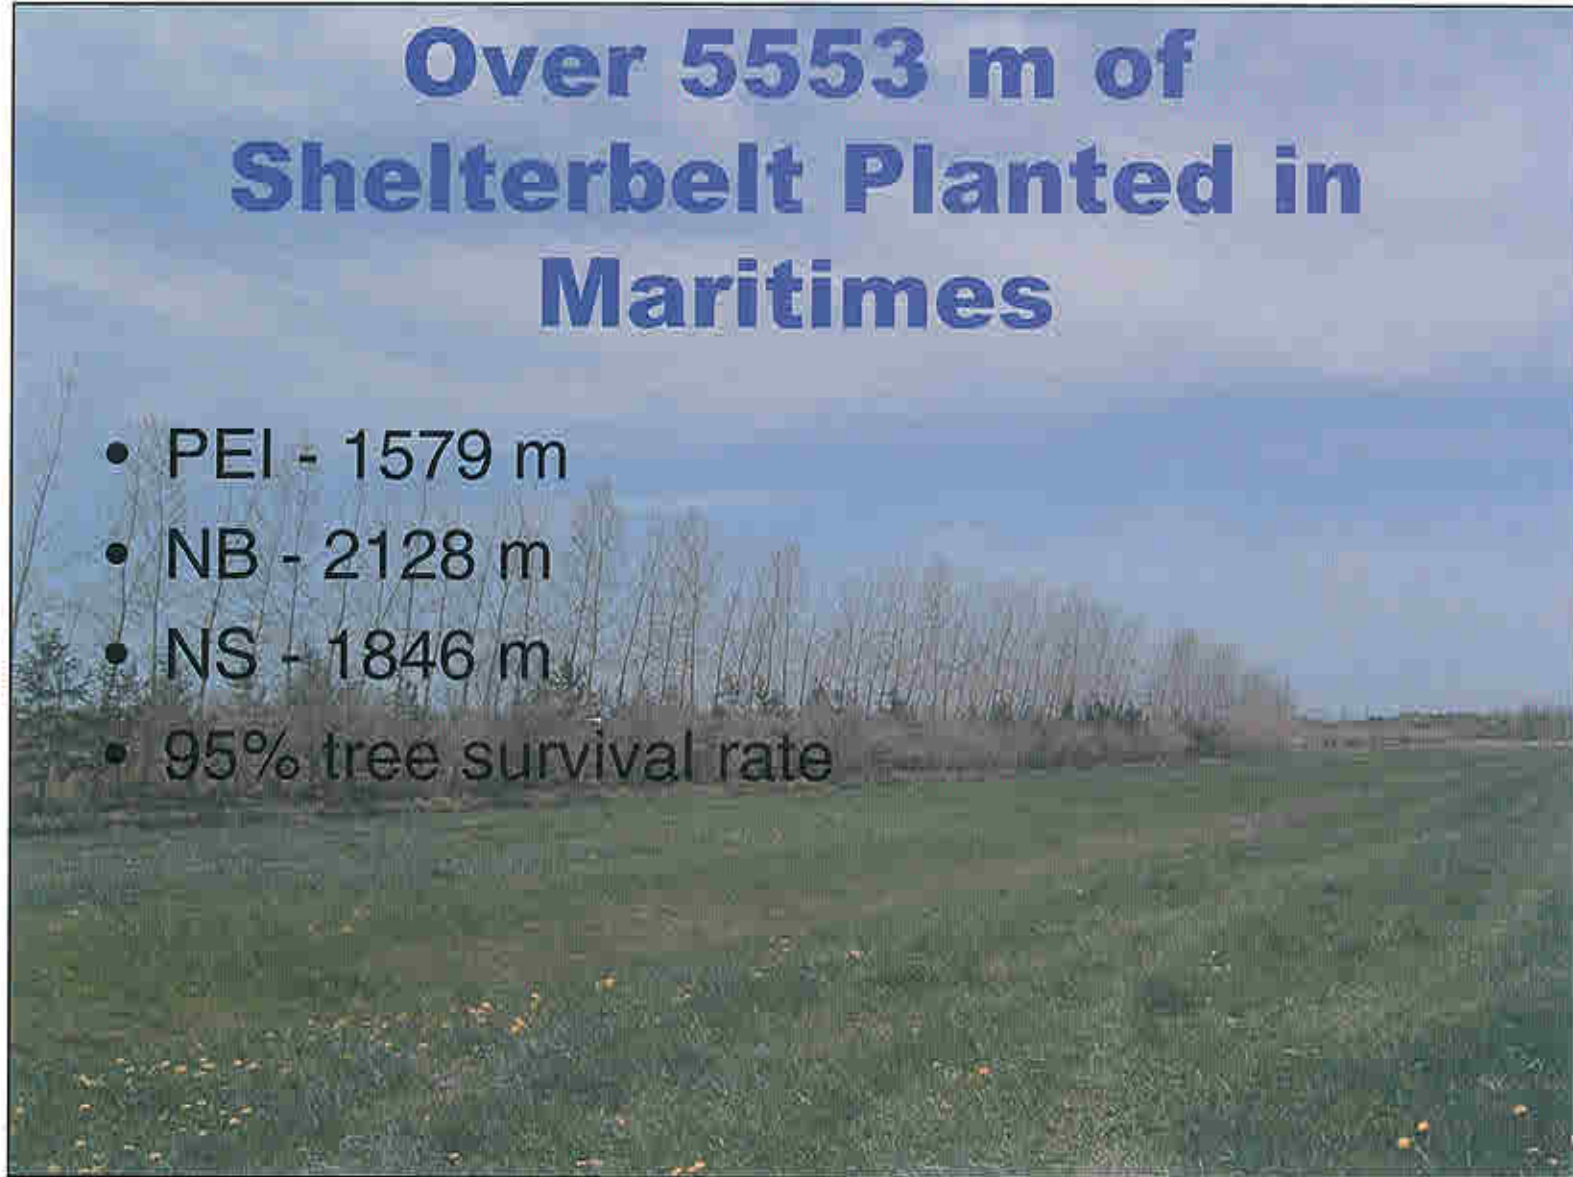 Over 5553 m of
Shelterbelt Planted in
Maritimes
• PEI - 1579 m
• NB - 2128 m
• NS - 1846 m
• 95% tree survival rate